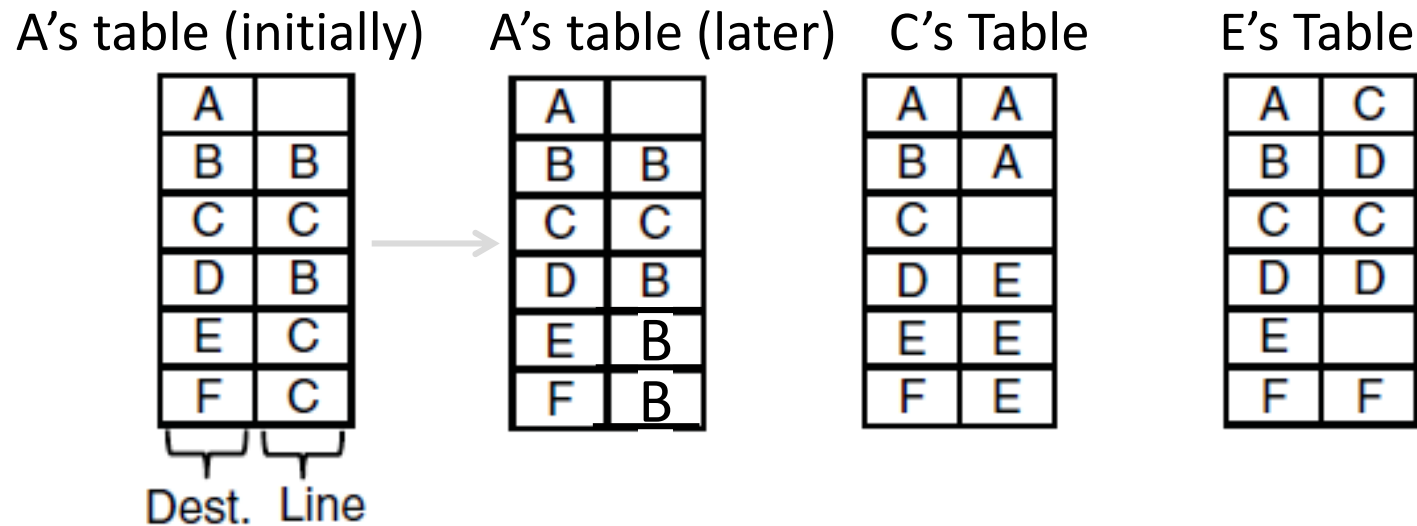 A's table (initially) A's table (later) C's Table E's Table
A A A A A C
B B B B B A B D
C C C C C C C
D B D B D E D D
E C E B E E E
F C F B F E F F
Dest. Line